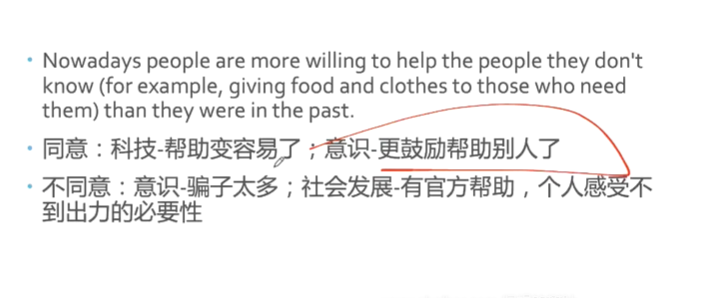 Nowadays people are more willing to help the people they don't
know (for example, giving food and clothes to those who need
them) than they were in the past.
同意：科技-帮助变容易了；意识-更鼓励帮助别人了
不同意：意识-骗子太多；社会发展-有官方帮助，个人感受不
到出力的必要性